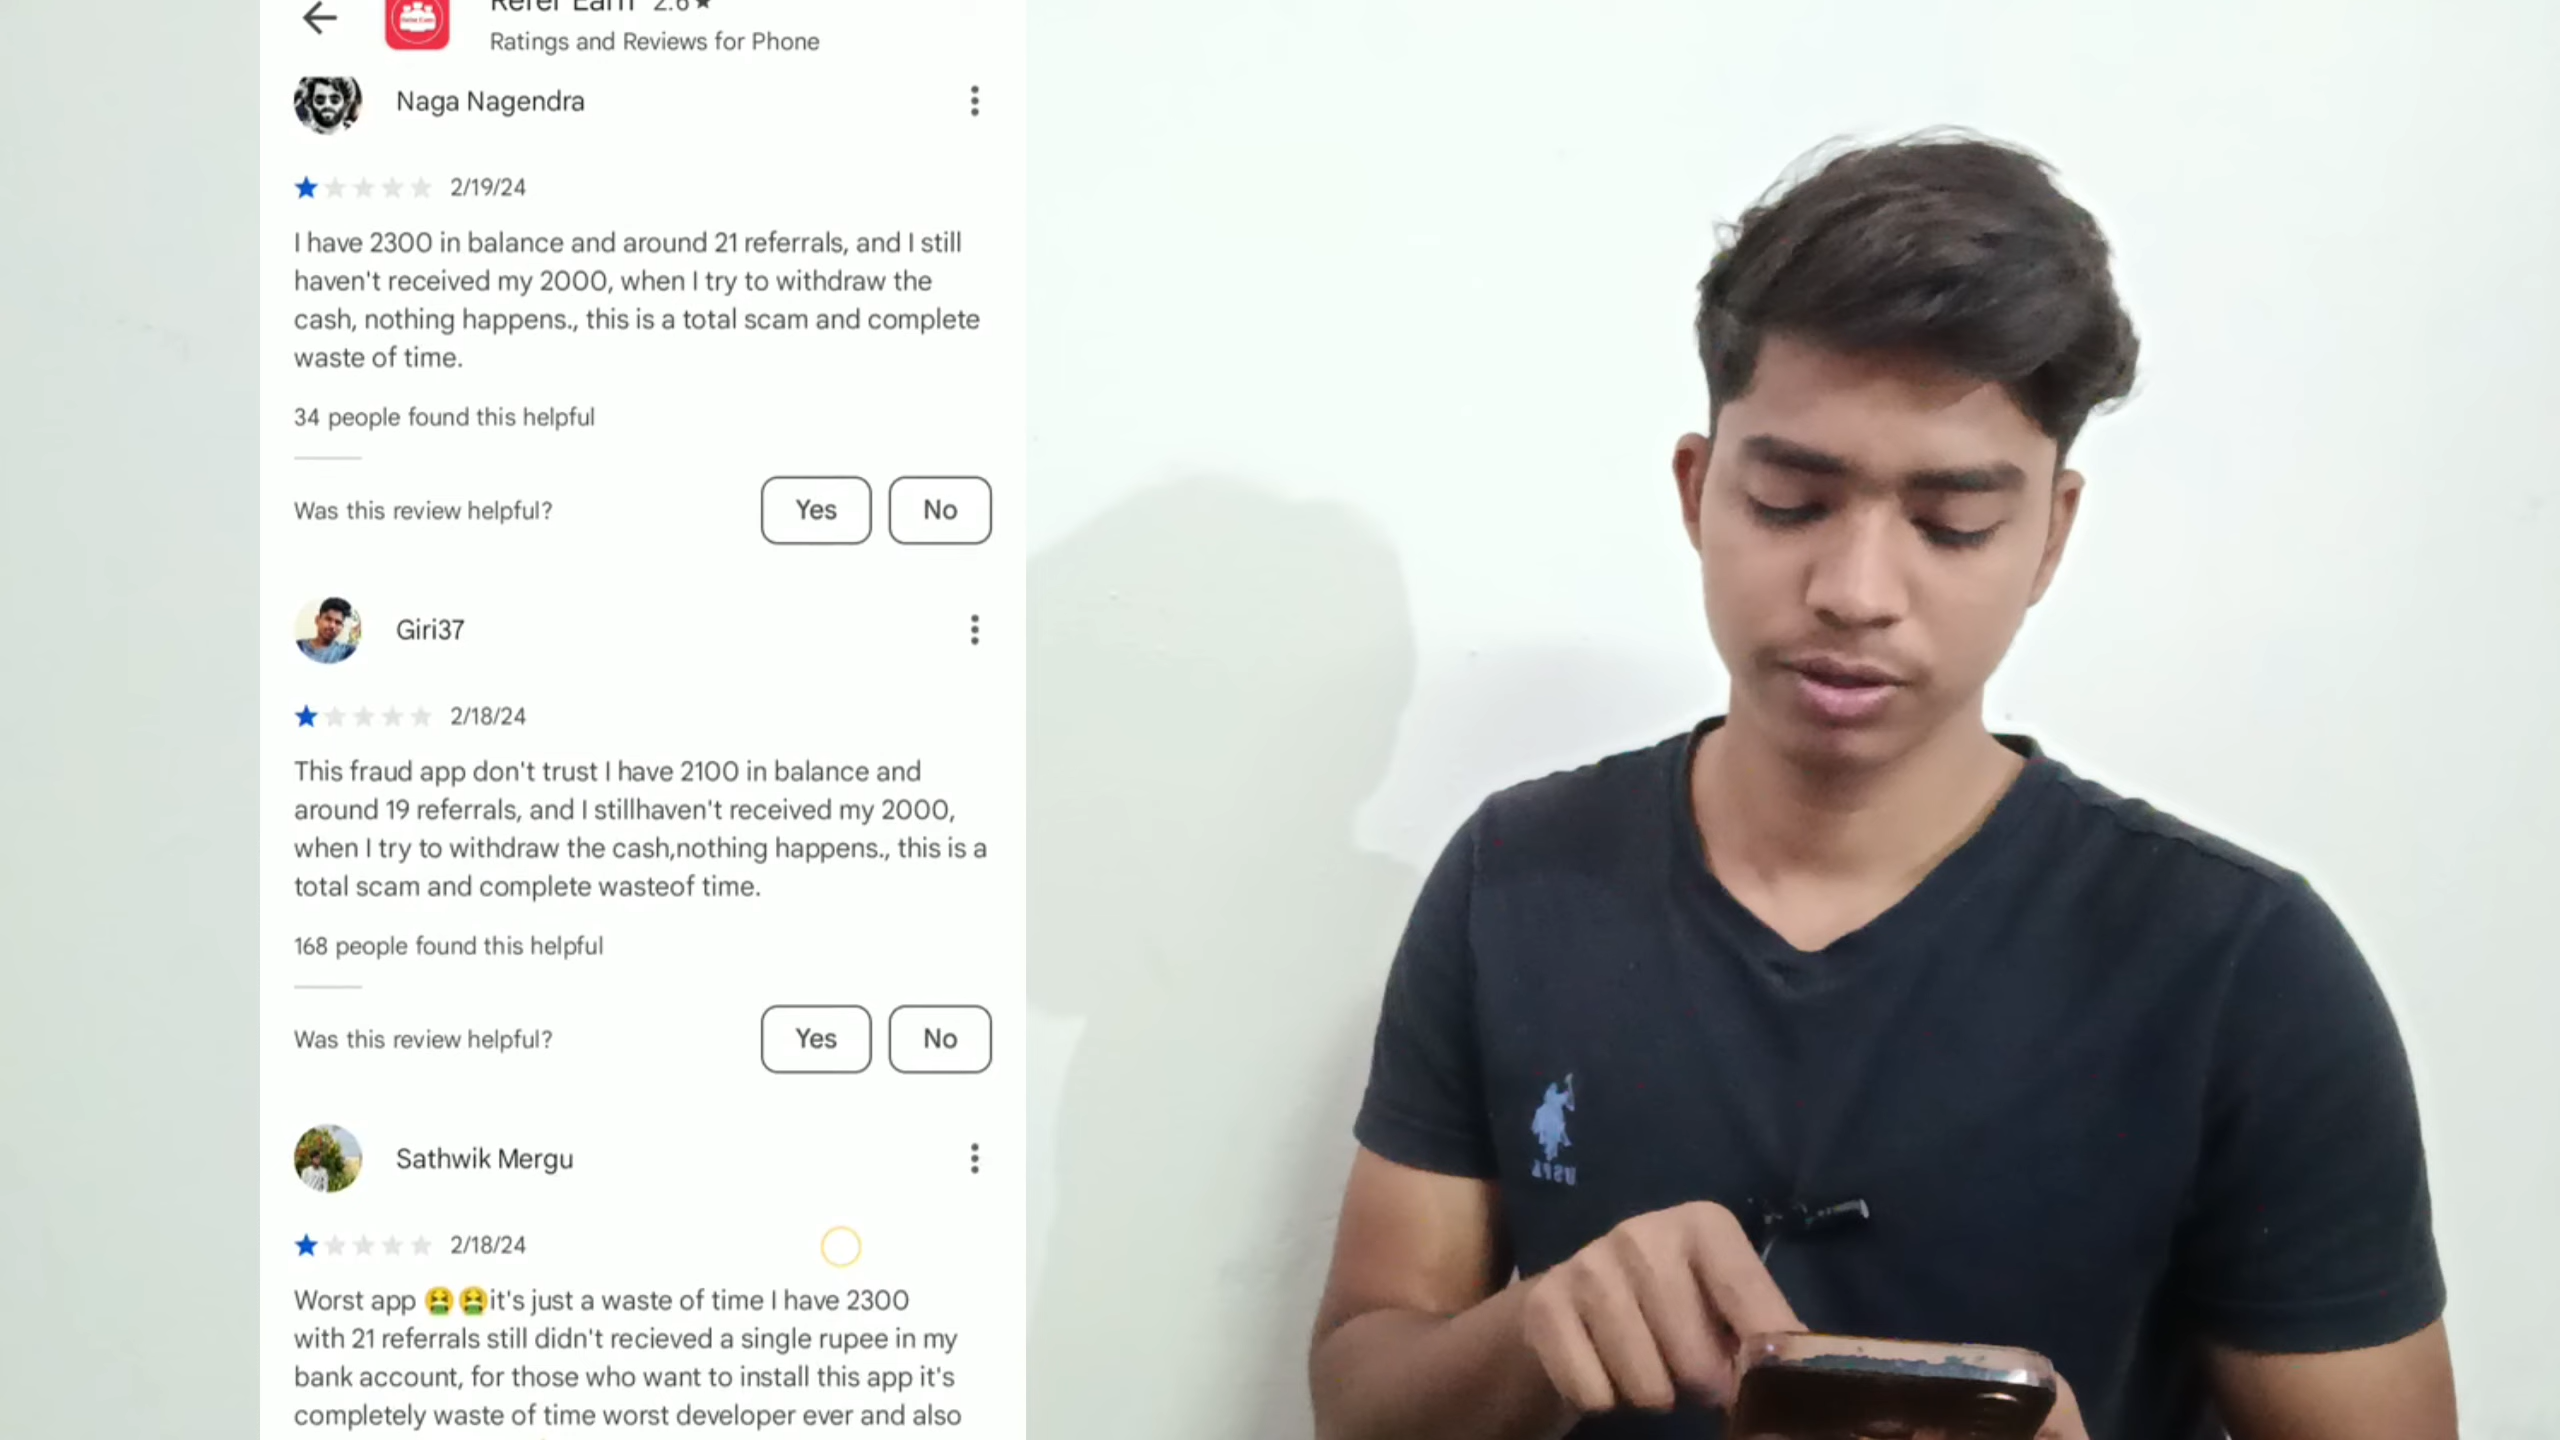 Refer Earn 2.6★
Ratings and Reviews for Phone
Naga Nagendra
2/19/24
I have 2300 in balance and around 21 referrals, and I still
haven't received my 2000, when I try to withdraw the
cash, nothing happens., this is a total scam and complete
waste of time.
34 people found this helpful
Was this review helpful?
Yes
No
Giri37
2/18/24
This fraud app don't trust I have 2100 in balance and
around 19 referrals, and I stillhaven't received my 2000,
when I try to withdraw the cash,nothing happens., this is a
total scam and complete wasteof time.
168 people found this helpful
Was this review helpful?
Yes
No
Sathwik Mergu
2/18/24
Worst app 🤮🤮it's just a waste of time I have 2300
with 21 referrals still didn't recieved a single rupee in my
bank account, for those who want to install this app it's
completely waste of time worst developer ever and also
USPA